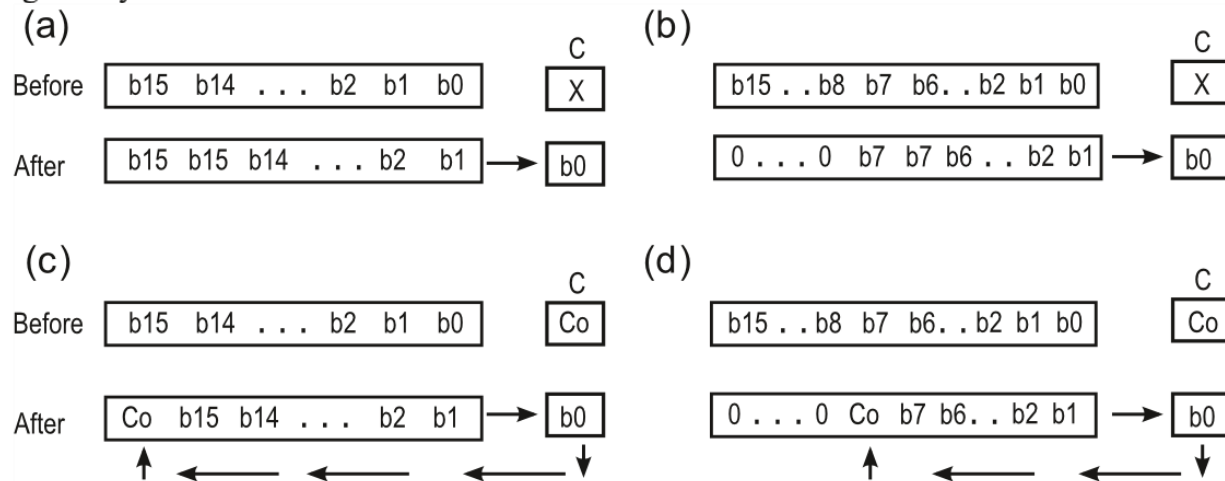 (a) (b)
C C
Before b15 b14 . . . b2 b1 b0 X b15 . . b8 b7 b6. . b2 b1 b0 X
After b15 b15 b14 . . . b2 b1 b0 0 . . . 0 b7 b7 b6 . . b2 b1 b0
(c) (d)
C C
Before b15 b14 . . . b2 b1 b0 Co b15 . . b8 b7 b6. . b2 b1 b0 Co
After Co b15 b14 . . . b2 b1 b0 0 . . . 0 Co b7 b6. . b2 b1 b0